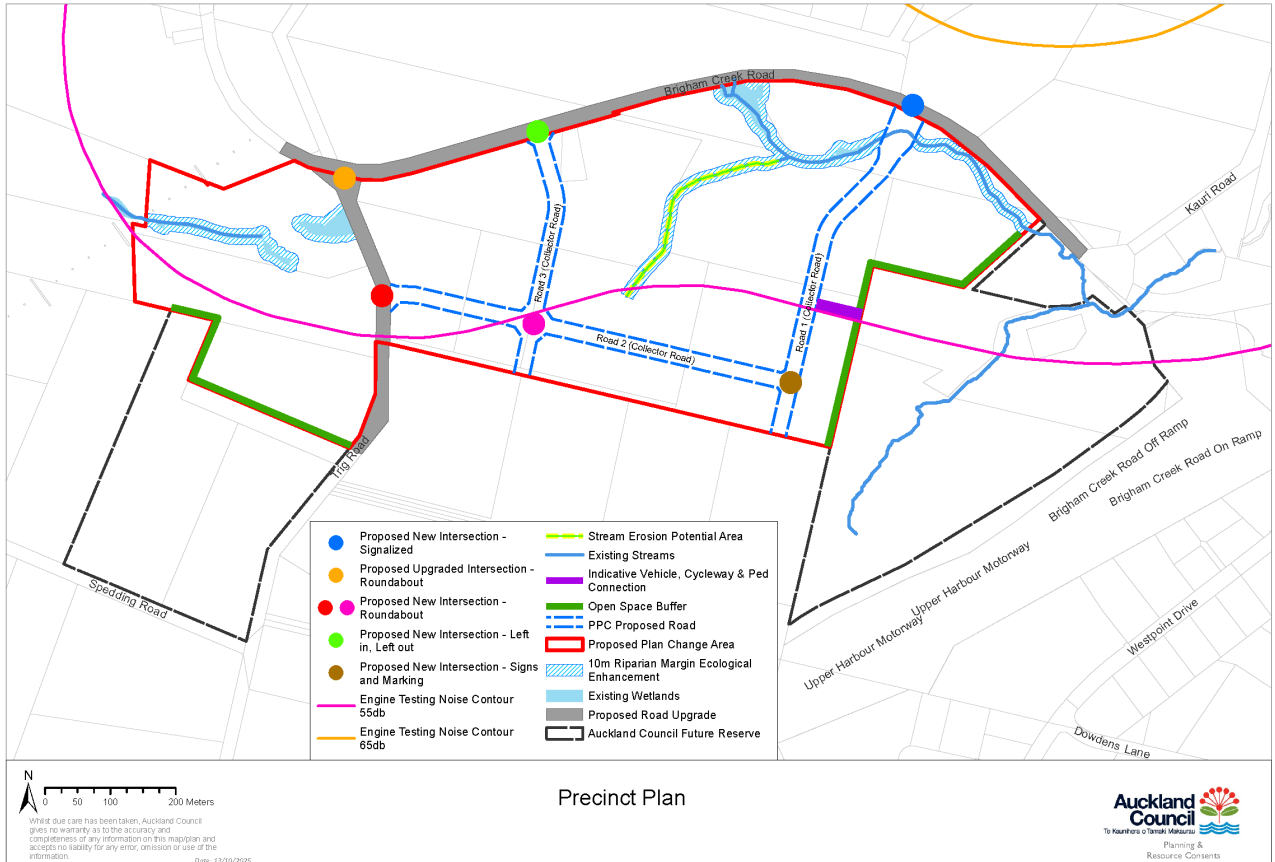 Brigham Creek Road
Kaurl Road
Road 3 (Collector Road)
Road 1 (Collector Road)
Road 2 (Collector Road)
Trig Road
Spedding Road
Brigham Creek Road Off Ramp
Brigham Creek Road On Ramp
Upper Harbour Motorway
Upper Harbour Motorway
Westpoint Drive
Dowdens Lane
Proposed New Intersection -
Signalized
Proposed Upgraded Intersection -
Roundabout
Proposed New Intersection -
Roundabout
Proposed New Intersection - Left
in, Left out
Proposed New Intersection - Signs
and Marking
Engine Testing Noise Contour
55db
Engine Testing Noise Contour
65db
Stream Erosion Potential Area
Existing Streams
Indicative Vehicle, Cycleway & Ped
Connection
Open Space Buffer
PPC Proposed Road
Proposed Plan Change Area
10m Riparian Margin Ecological
Enhancement
Existing Wetlands
Proposed Road Upgrade
Auckland Council Future Reserve
N
0 50 100 200 Meters
Whilst due care has been taken, Auckland Council
gives no warranty as to the accuracy and
completeness of any information on this map/plan and
accepts no liability for any error, omission or use of the
information.
Date: 13/10/2025
Precinct Plan
Auckland
Council
Te Kaunihera o Tāmaki Makaurau
Planning &
Resource Consents